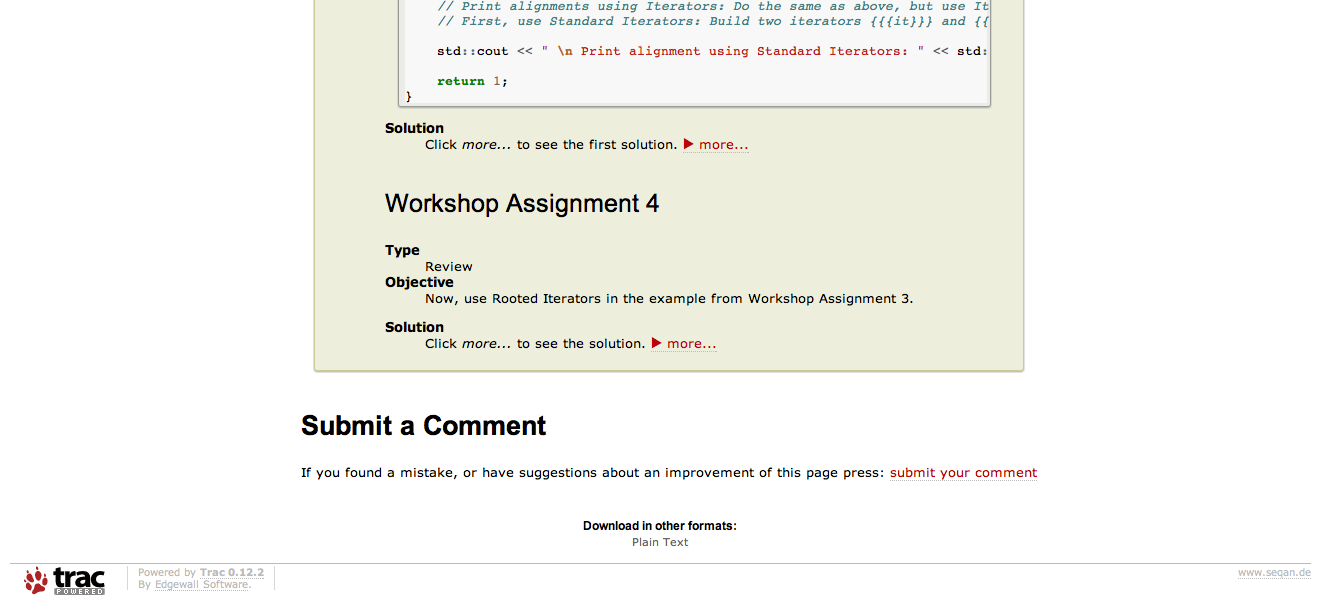 // Print alignments using Iterators: Do the same as above, but use It
// First, use Standard Iterators: Build two iterators {{{it}}} and {{
std::cout << " \n Print alignment using Standard Iterators: " << std:
return 1;
}
Solution
Click more... to see the first solution. ▶ more...
Workshop Assignment 4
Type
Review
Objective
Now, use Rooted Iterators in the example from Workshop Assignment 3.
Solution
Click more... to see the solution. ▶ more...
Submit a Comment
If you found a mistake, or have suggestions about an improvement of this page press: submit your comment
Download in other formats:
Plain Text
trac
POWERED
Powered by Trac 0.12.2
By Edgewall Software.
www.seqan.de